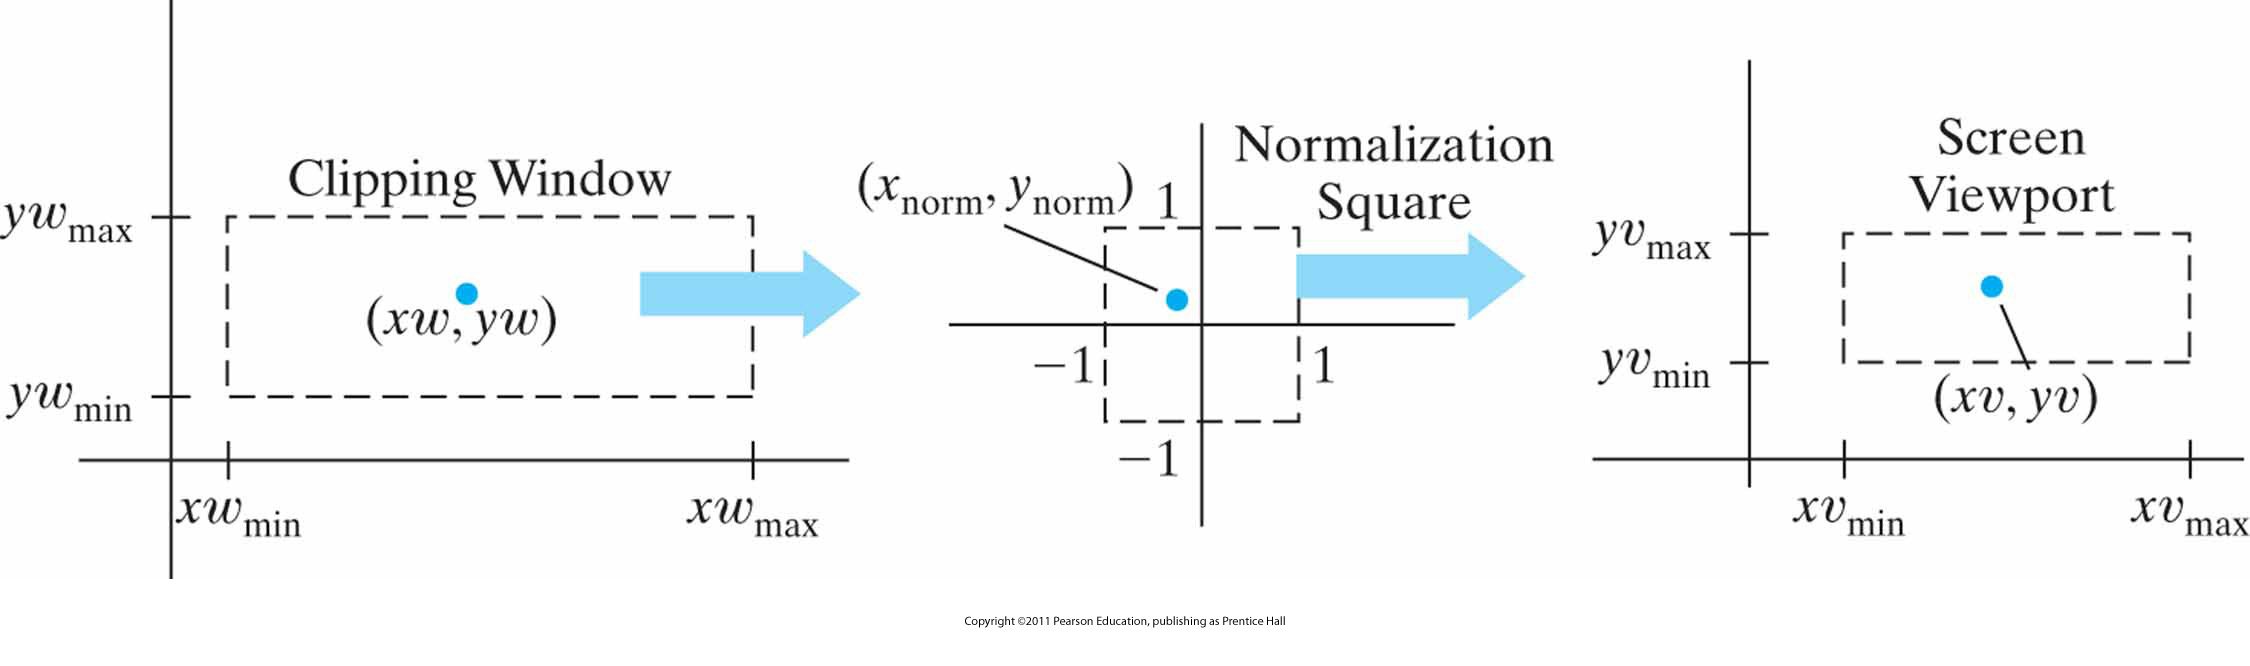 Clipping Window
yw_max
(xw, yw)
yw_min
xw_min
xw_max
Normalization
Square
(x_norm, y_norm)
1
−1
1
−1
Screen
Viewport
yv_max
yv_min
(xv, yv)
xv_min
xv_max
Copyright ©2011 Pearson Education, publishing as Prentice Hall